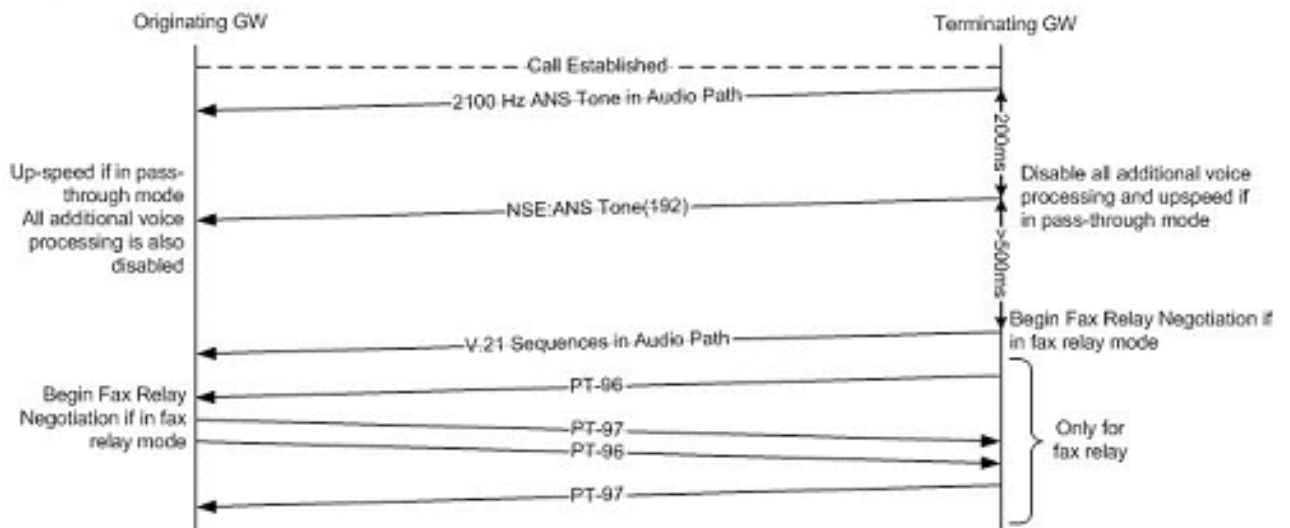 Originating GW
Terminating GW
Call Established
2100 Hz ANS Tone in Audio Path
200ms
Up-speed if in pass-
through mode
All additional voice
processing is also
disabled
Disable all additional voice
processing and upspeed if
in pass-through mode
NSE:ANS Tone(192)
>500ms
Begin Fax Relay Negotiation if
in fax relay mode
V.21 Sequences in Audio Path
PT-96
Begin Fax Relay
Negotiation if in fax
relay mode
PT-97
PT-96
Only for
fax relay
PT-97